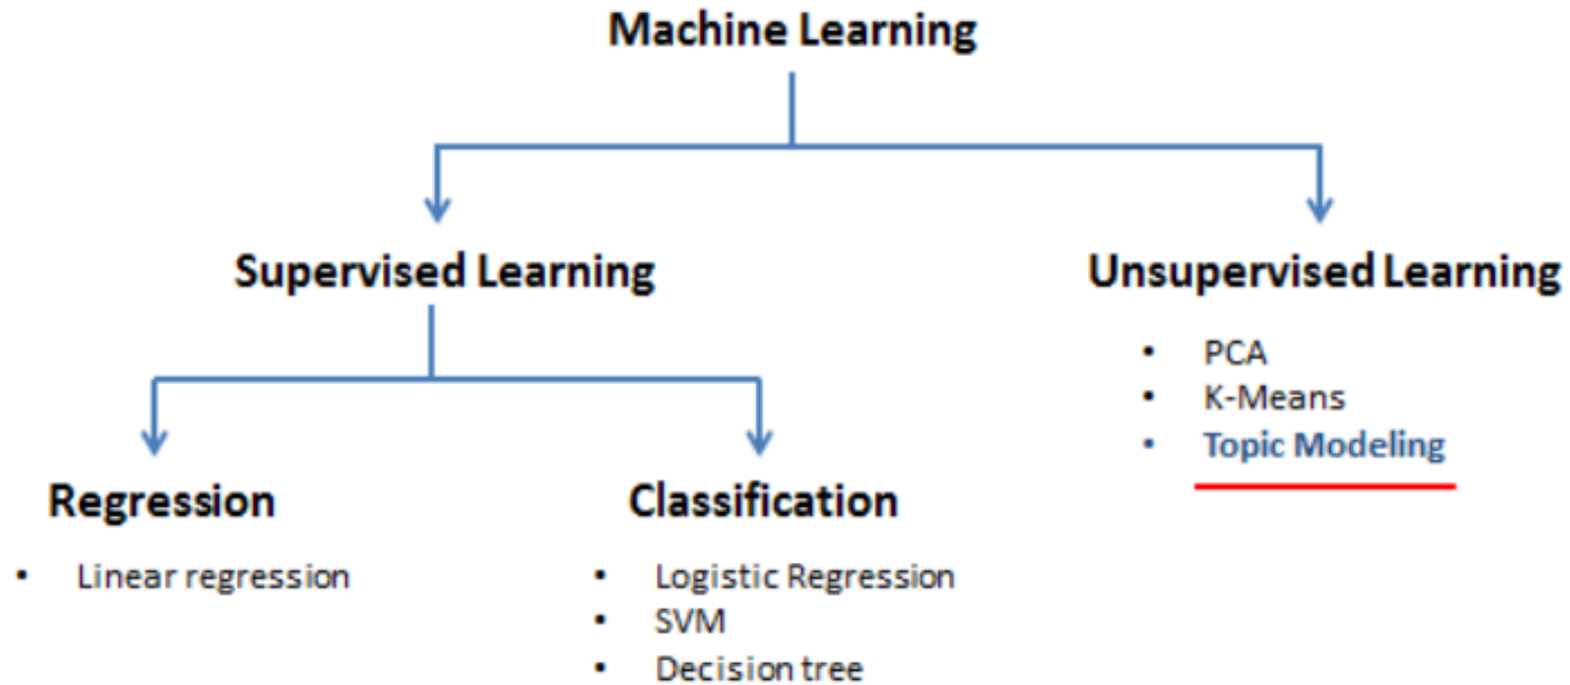 Machine Learning
Supervised Learning
Unsupervised Learning
• PCA
• K-Means
• Topic Modeling
Regression
• Linear regression
Classification
• Logistic Regression
• SVM
• Decision tree